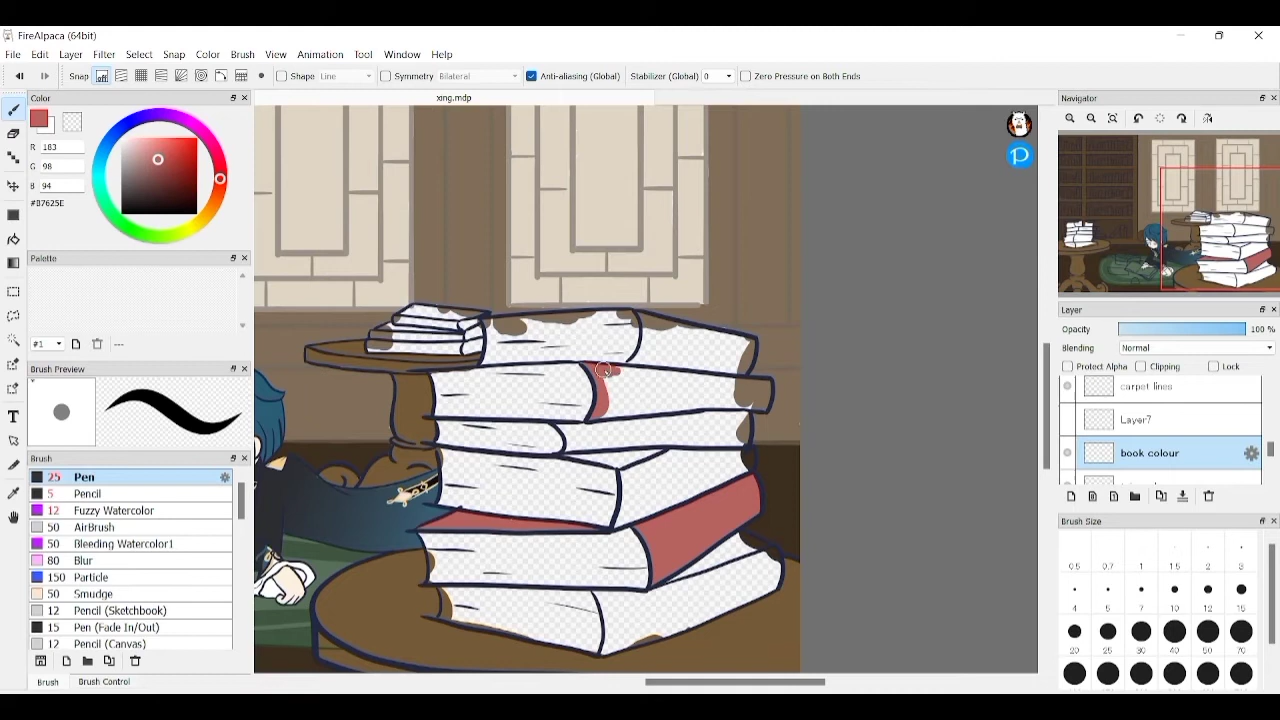 FireAlpaca (64bit)
File Edit Layer Filter Select Snap Color Brush View Animation Tool Window Help
Snap Shape Line Symmetry Bilateral Anti-aliasing (Global) Stabilizer (Global) 0 Zero Pressure on Both Ends
Color
R 183
G 98
B 94
#B7625E
Palette
#1 ---
Brush Preview
Brush
25 Pen
5 Pencil
12 Fuzzy Watercolor
50 AirBrush
50 Bleeding Watercolor1
80 Blur
150 Particle
50 Smudge
12 Pencil (Sketchbook)
15 Pen (Fade In/Out)
12 Pencil (Canvas)
Brush Brush Control
xing.mdp
Navigator
Layer
Opacity 100 %
Blending Normal
Protect Alpha Clipping Lock
carpet lines
Layer7
book colour
Brush Size
0.5 0.7 1 1.5 2 3
4 5 7 10 12 15
20 25 30 40 50 70